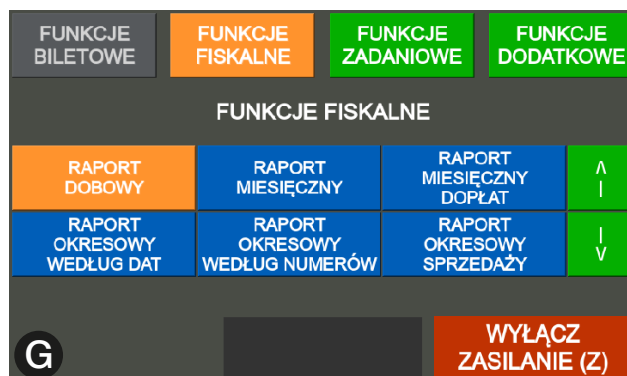 FUNKCJE
BILETOWE
FUNKCJE
FISKALNE
FUNKCJE
ZADANIOWE
FUNKCJE
DODATKOWE
FUNKCJE FISKALNE
RAPORT
DOBOWY
RAPORT
MIESIĘCZNY
RAPORT
MIESIĘCZNY
DOPŁAT
RAPORT
OKRESOWY
WEDŁUG DAT
RAPORT
OKRESOWY
WEDŁUG NUMERÓW
RAPORT
OKRESOWY
SPRZEDAŻY
G
WYŁĄCZ
ZASILANIE (Z)